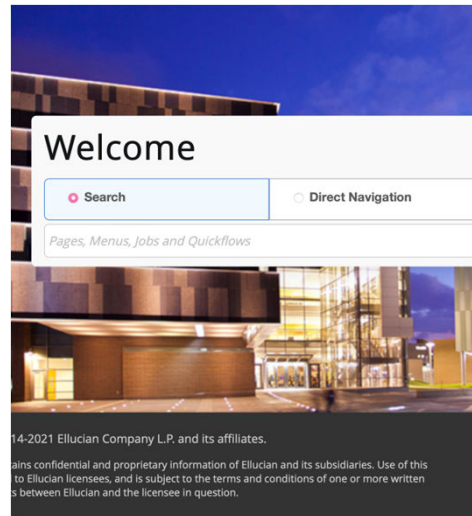 Welcome
Search
Direct Navigation
Pages, Menus, Jobs and Quickflows
14-2021 Ellucian Company L.P. and its affiliates.
ains confidential and proprietary information of Ellucian and its subsidiaries. Use of this
to Ellucian licensees, and is subject to the terms and conditions of one or more written
s between Ellucian and the licensee in question.